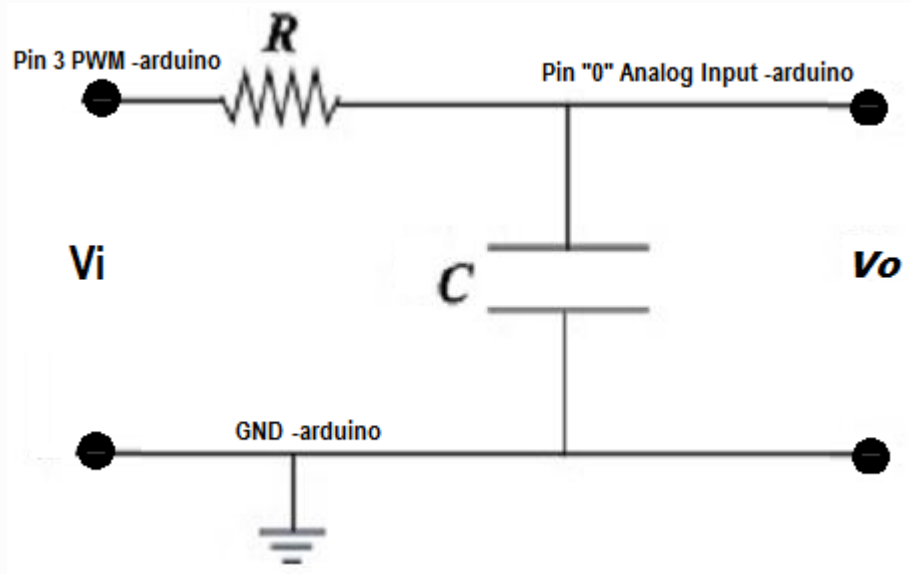 R
Pin 3 PWM -arduino
Pin "0" Analog Input -arduino
Vi
C
Vo
GND -arduino